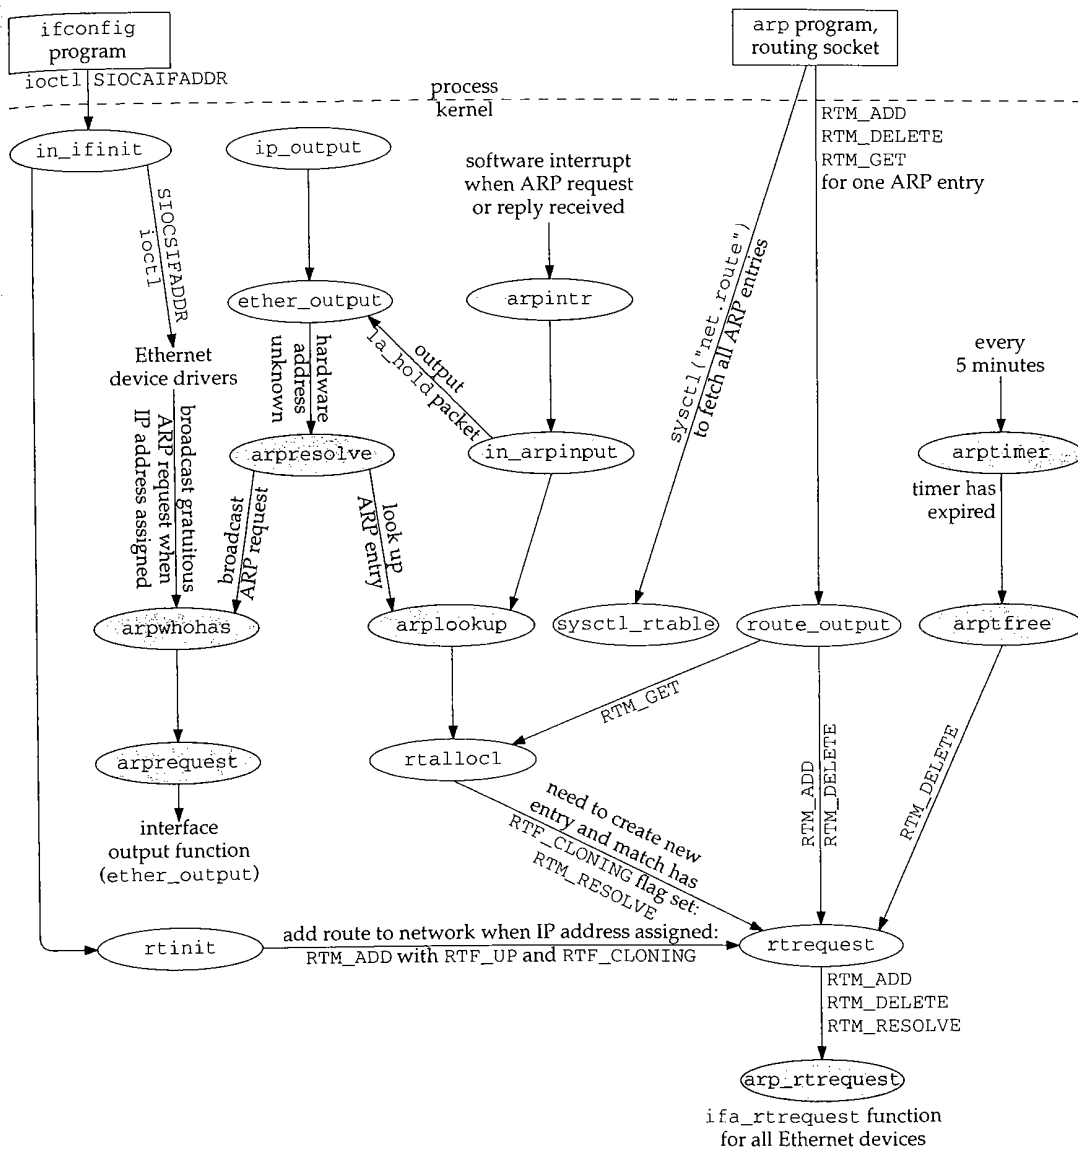 ifconfig
program
arp program,
routing socket
ioctl SIOCAIFADDR
process
kernel
RTM_ADD
RTM_DELETE
RTM_GET
for one ARP entry
in_ifinit
ip_output
software interrupt
when ARP request
or reply received
SIOCSIFADDR
ioctl
sysctl("net.route")
to fetch all ARP entries
ether_output
arpintr
Ethernet
device drivers
hardware
address
unknown
output
la_hold packet
every
5 minutes
arpresolve
in_arpinput
arptimer
timer has
expired
broadcast gratuitous
ARP request when
IP address assigned
broadcast
ARP request
look up
ARP entry
arpwhohas
arplookup
sysctl_rtable
route_output
arptfree
RTM_GET
arprequest
rtalloc1
RTM_ADD
RTM_DELETE
RTM_DELETE
interface
output function
(ether_output)
need to create new
entry and match has
RTF_CLONING flag set:
RTM_RESOLVE
rtinit
add route to network when IP address assigned:
RTM_ADD with RTF_UP and RTF_CLONING
rtrequest
RTM_ADD
RTM_DELETE
RTM_RESOLVE
arp_rtrequest
ifa_rtrequest function
for all Ethernet devices